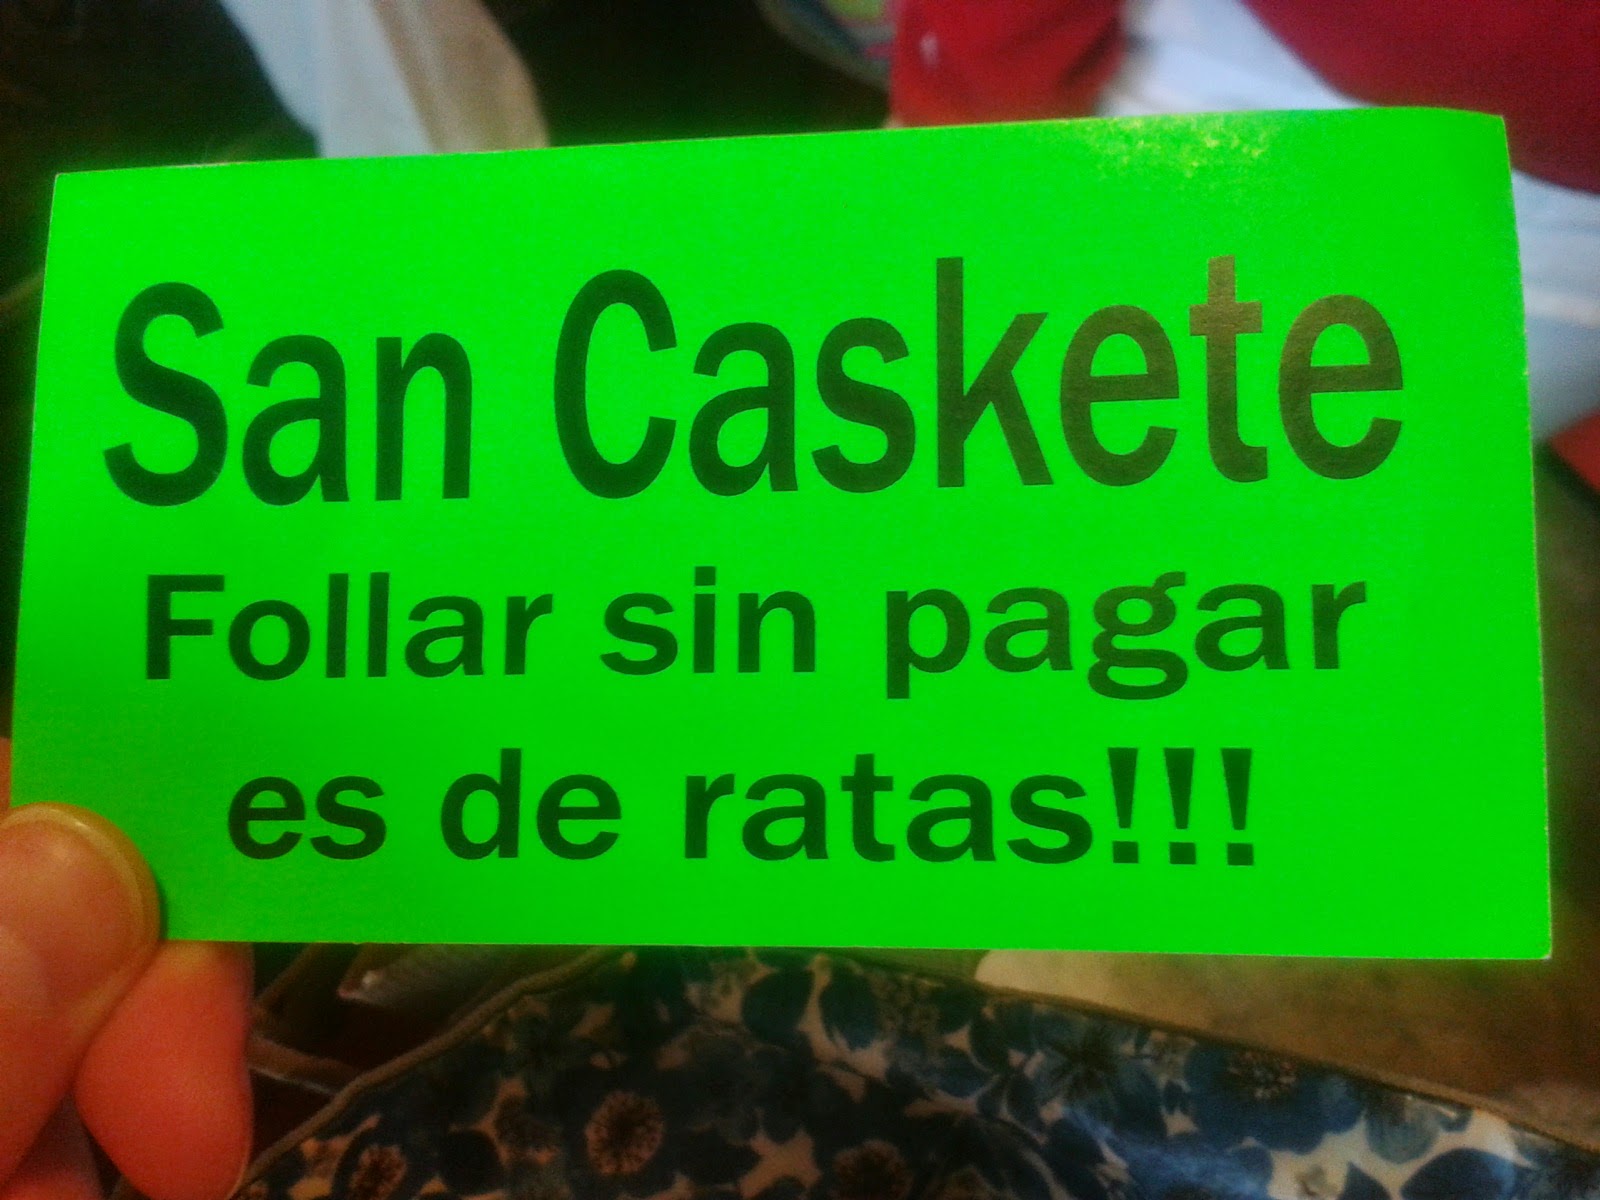 San Caskete
Follar sin pagar
es de ratas!!!